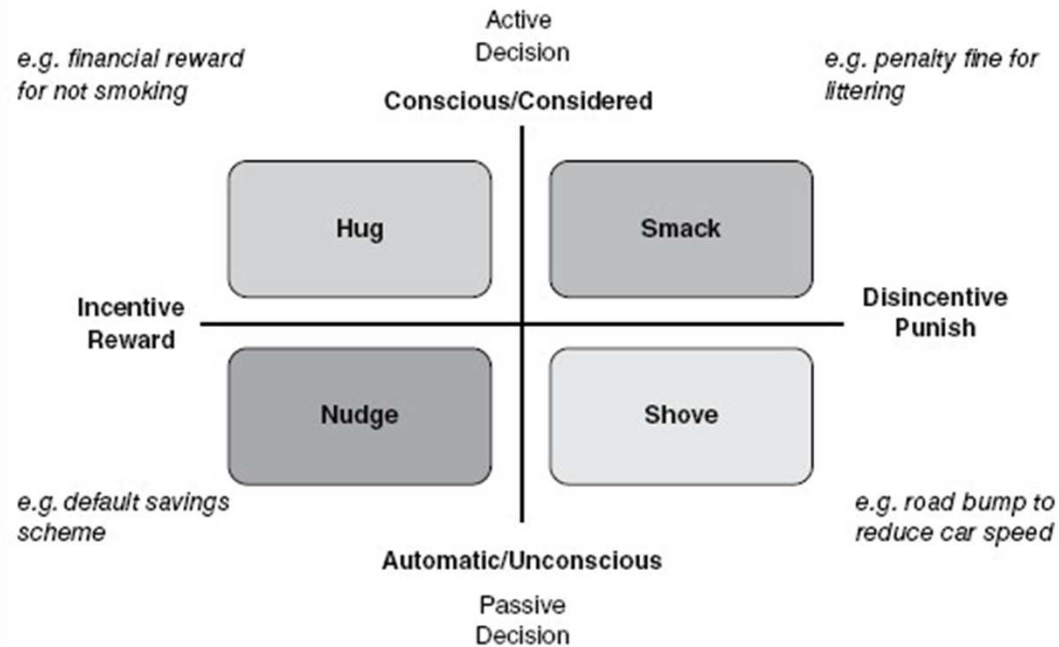 Active
Decision
e.g. financial reward
for not smoking
e.g. penalty fine for
littering
Conscious/Considered
Hug
Smack
Incentive
Reward
Disincentive
Punish
Nudge
Shove
e.g. default savings
scheme
e.g. road bump to
reduce car speed
Automatic/Unconscious
Passive
Decision